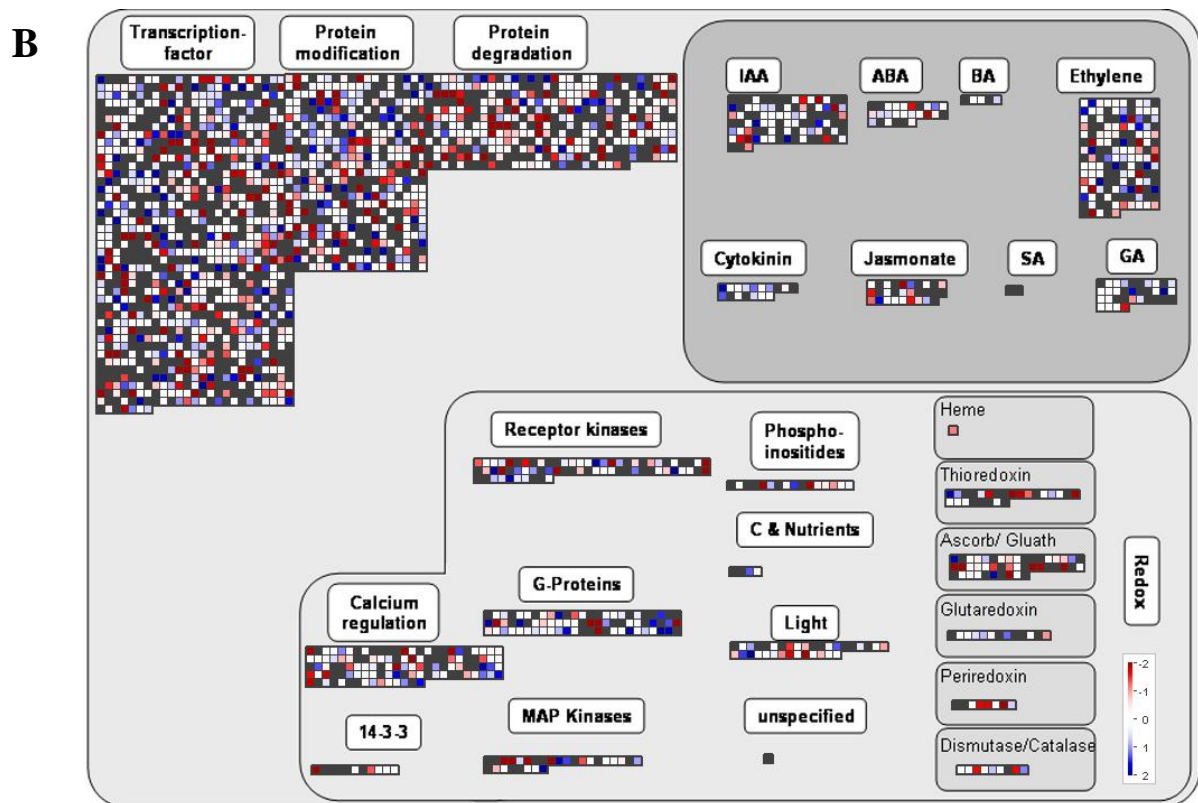 B
Transcription-
factor
Protein
modification
Protein
degradation
IAA
ABA
BA
Ethylene
Cytokinin
Jasmonate
SA
GA
Receptor kinases
Phospho-
inositides
Heme
Thioredoxin
C & Nutrients
Ascorb/ Gluath
Redox
G-Proteins
Calcium
regulation
Light
Glutaredoxin
-2
-1
0
1
2
Periredoxin
14-3-3
MAP Kinases
unspecified
Dismutase/Catalase